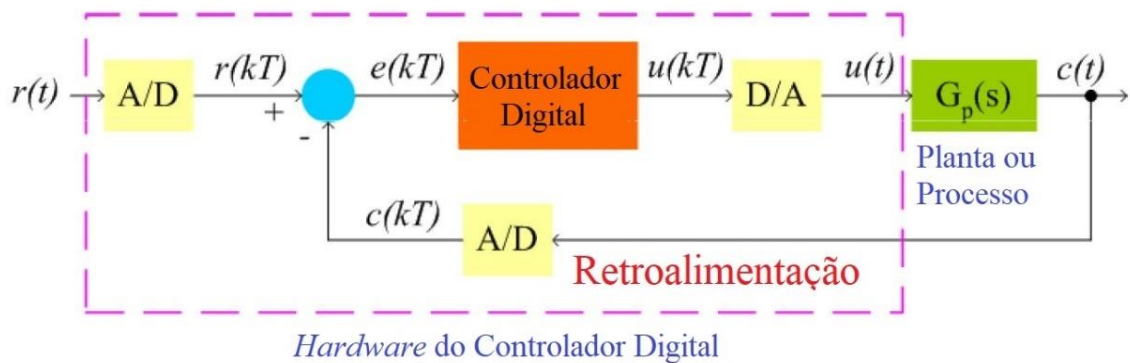 r(t)
A/D
r(kT)
+
-
e(kT)
Controlador
Digital
u(kT)
D/A
u(t)
Gp(s)
c(t)
Planta ou
Processo
c(kT)
A/D
Retroalimentação
Hardware do Controlador Digital